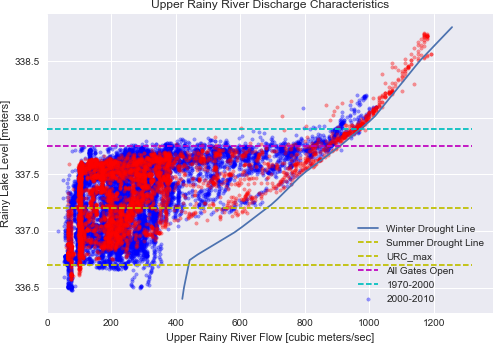 Upper Rainy River Discharge Characteristics
338.5
338.0
337.5
337.0
336.5
Rainy Lake Level [meters]
Winter Drought Line
Summer Drought Line
URC_max
All Gates Open
1970-2000
2000-2010
0
200
400
600
800
1000
1200
Upper Rainy River Flow [cubic meters/sec]